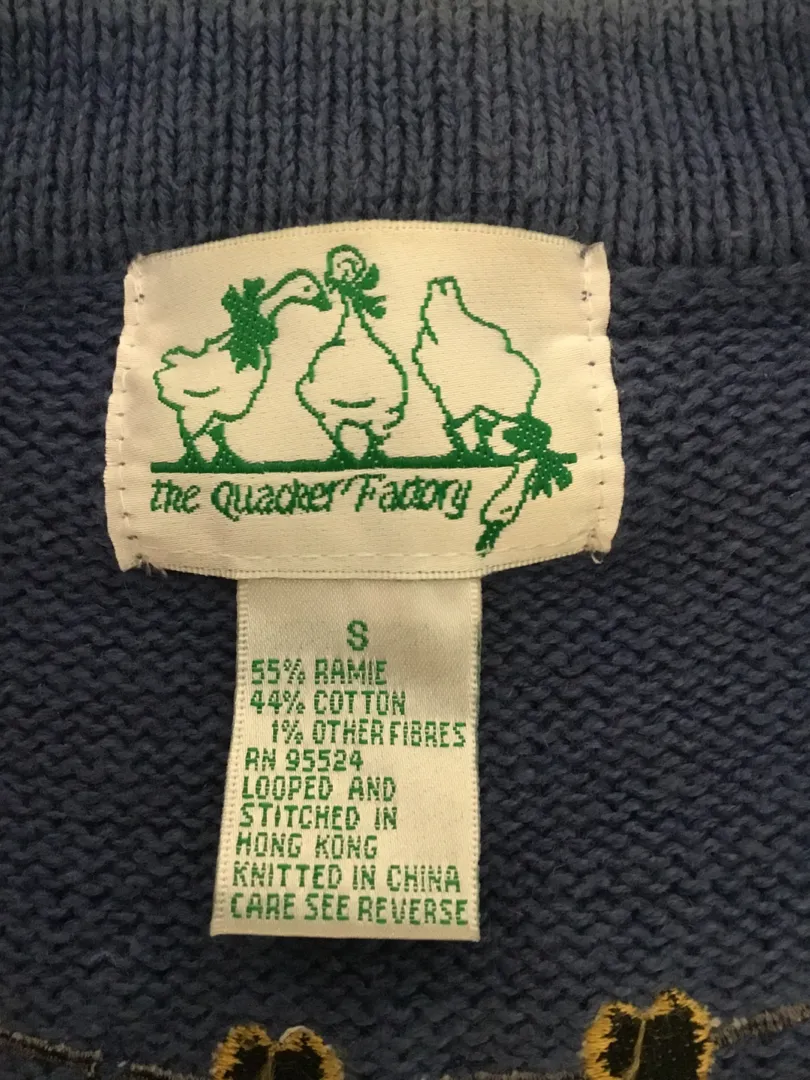 the Quacker Factory
S
55% RAMIE
44% COTTON
1% OTHER FIBRES
RN 95524
LOOPED AND
STITCHED IN
HONG KONG
KNITTED IN CHINA
CARE SEE REVERSE